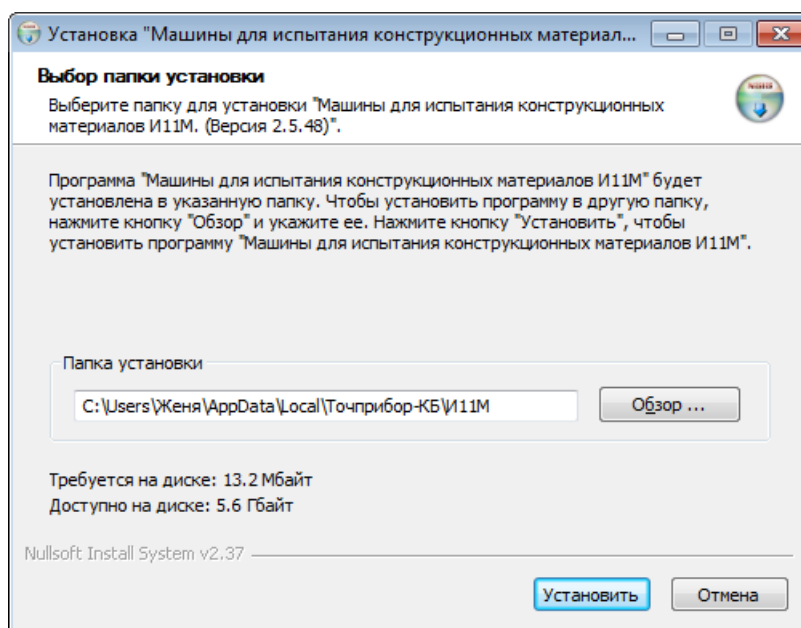 Установка "Машины для испытания конструкционных материал...
Выбор папки установки
Выберите папку для установки "Машины для испытания конструкционных
материалов И11М. (Версия 2.5.48)".
Программа "Машины для испытания конструкционных материалов И11М" будет
установлена в указанную папку. Чтобы установить программу в другую папку,
нажмите кнопку "Обзор" и укажите ее. Нажмите кнопку "Установить", чтобы
установить программу "Машины для испытания конструкционных материалов И11М".
Папка установки
C:\Users\Женя\AppData\Local\Точприбор-КБ\И11М
Обзор ...
Требуется на диске: 13.2 Мбайт
Доступно на диске: 5.6 Гбайт
Nullsoft Install System v2.37
Установить
Отмена